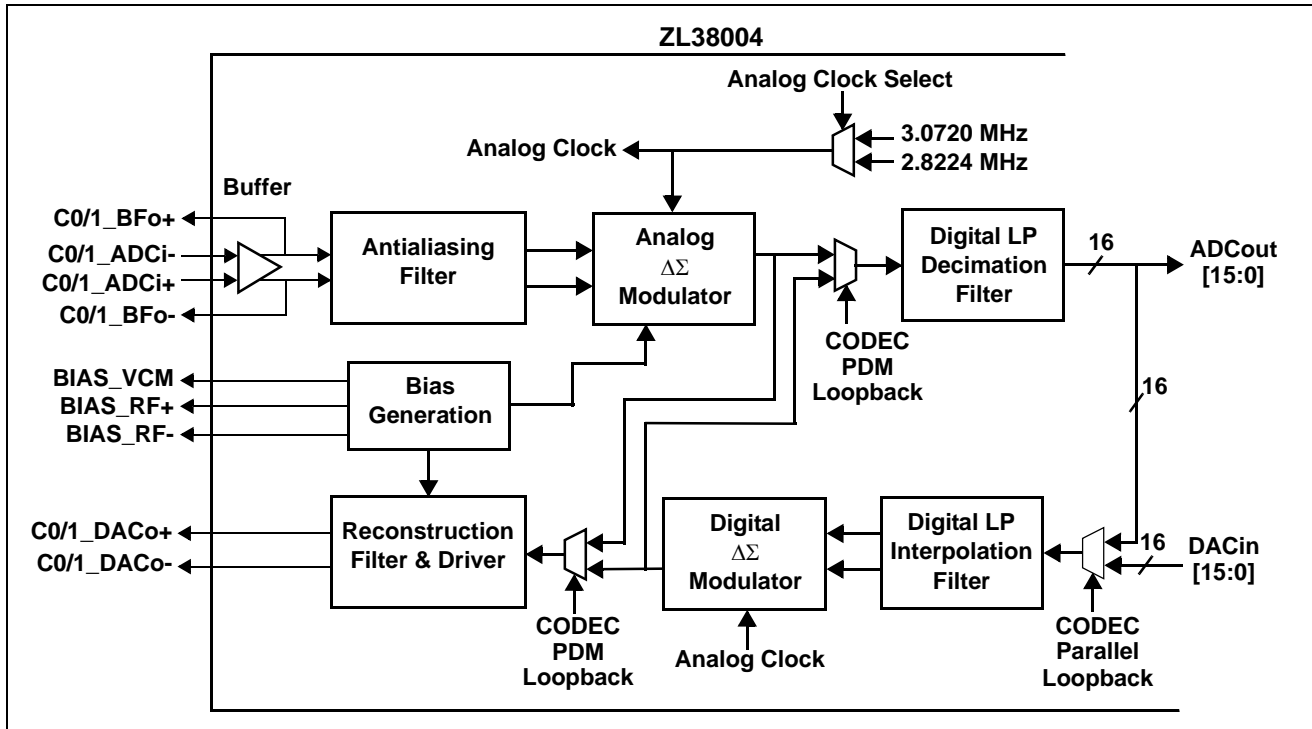 ZL38004
Analog Clock Select
3.0720 MHz
2.8224 MHz
Analog Clock
Buffer
C0/1_BFo+
C0/1_ADCi-
C0/1_ADCi+
C0/1_BFo-
Antialiasing
Filter
Analog
ΔΣ
Modulator
Digital LP
Decimation
Filter
16
ADCout
[15:0]
CODEC
PDM
Loopback
16
BIAS_VCM
BIAS_RF+
BIAS_RF-
Bias
Generation
C0/1_DACo+
C0/1_DACo-
Reconstruction
Filter & Driver
CODEC
PDM
Loopback
Digital
ΔΣ
Modulator
Analog Clock
Digital LP
Interpolation
Filter
16
DACin
[15:0]
CODEC
Parallel
Loopback